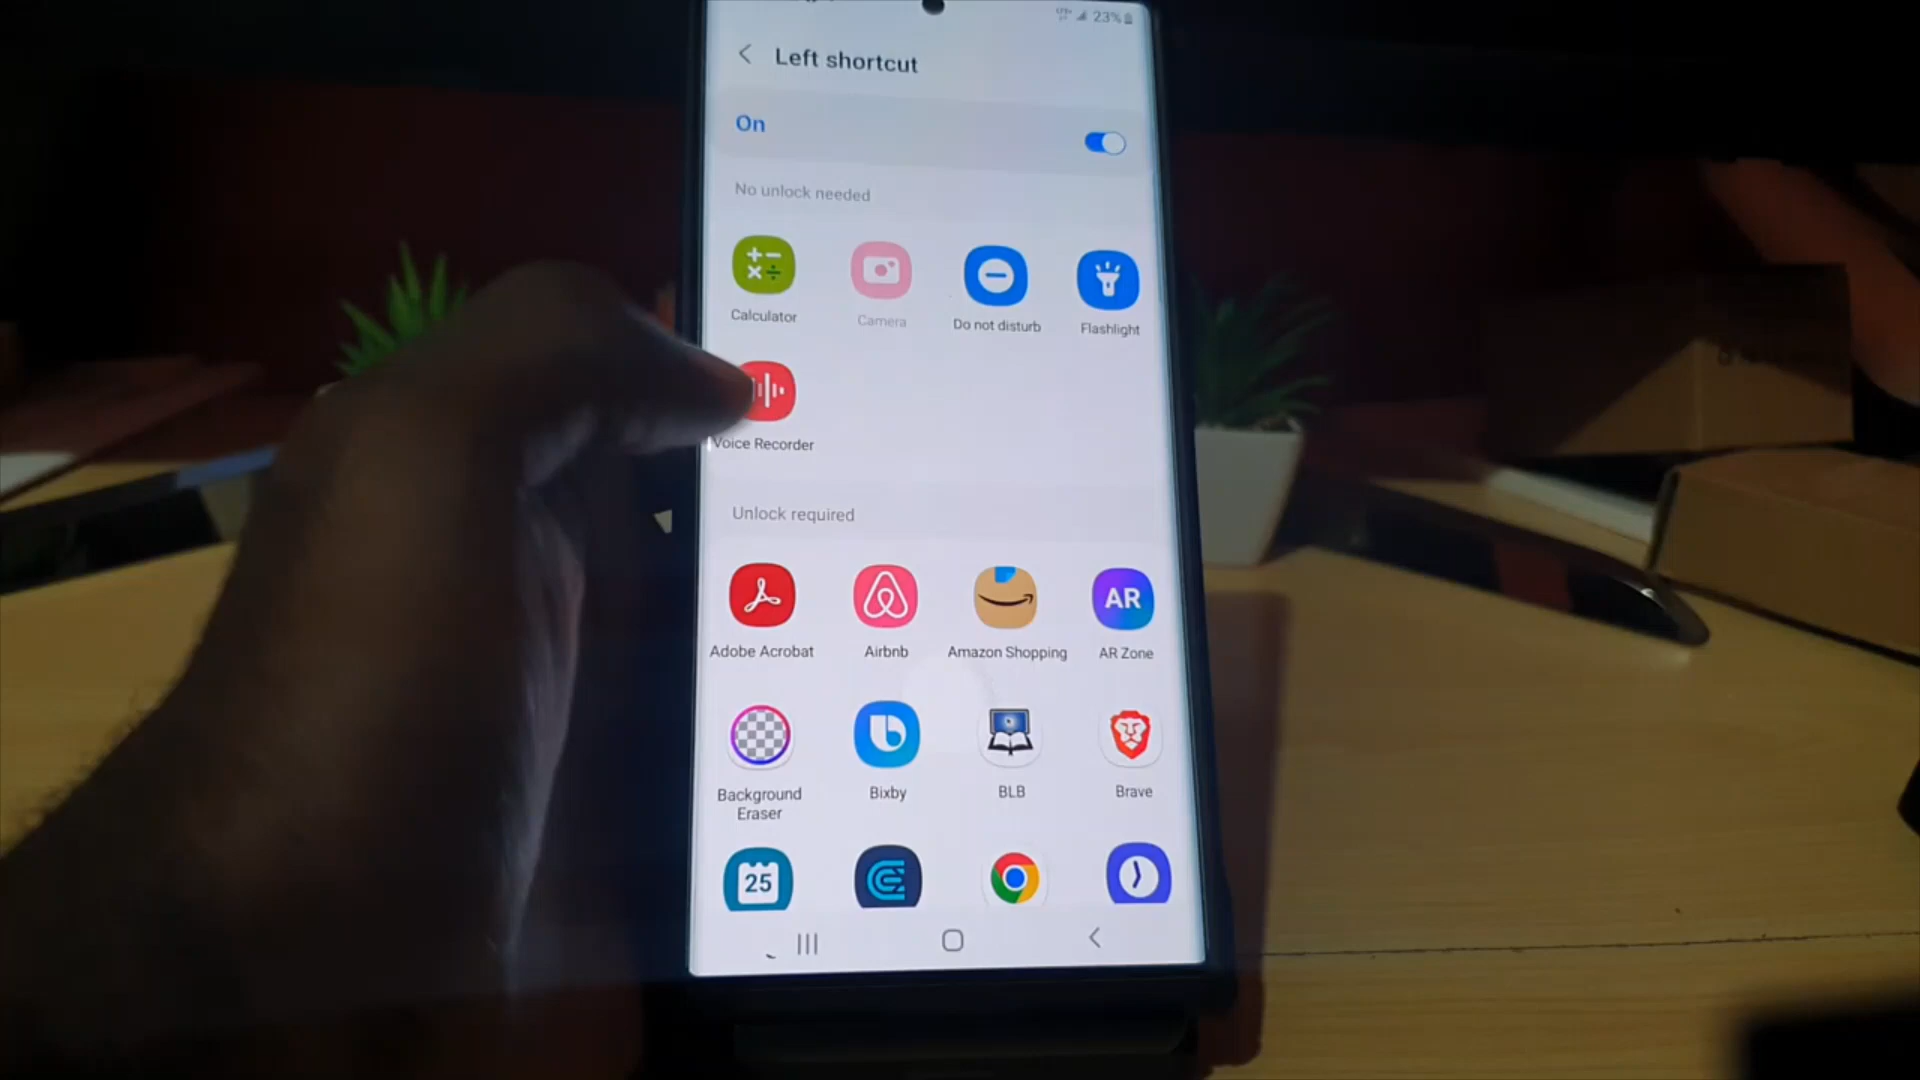 23%
Left shortcut
On
No unlock needed
Calculator
Camera
Do not disturb
Flashlight
Voice Recorder
Unlock required
AR
Adobe Acrobat
Airbnb
Amazon Shopping
AR Zone
Background
Eraser
Bixby
BLB
Brave
25